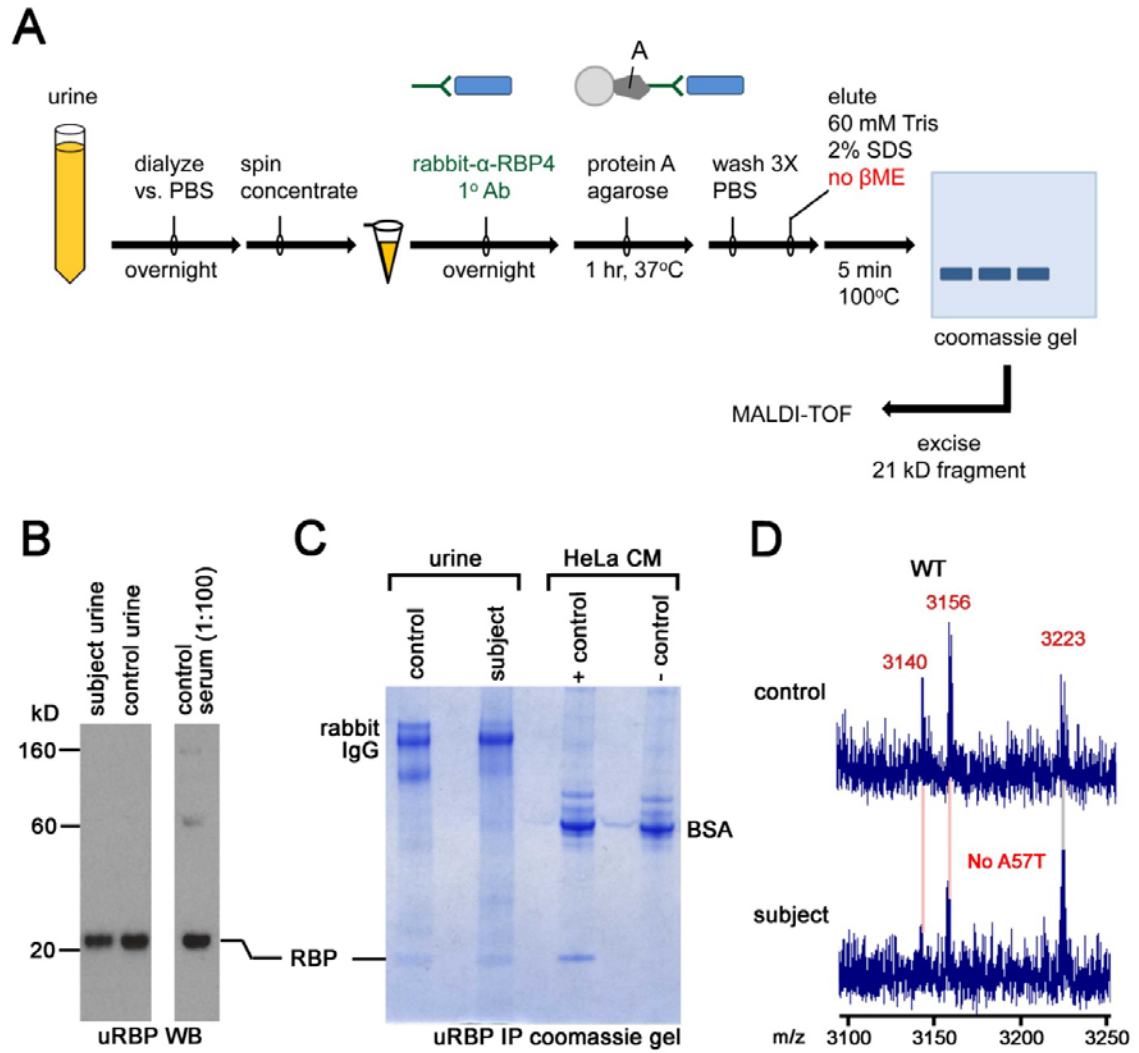 A
urine
dialyze
vs. PBS
overnight
spin
concentrate
rabbit-α-RBP4
1º Ab
overnight
A
protein A
agarose
1 hr, 37ºC
wash 3X
PBS
elute
60 mM Tris
2% SDS
no βME
5 min
100ºC
coomassie gel
MALDI-TOF
excise
21 kD fragment
B
subject urine
control urine
control
serum (1:100)
kD
160
60
20
RBP
uRBP WB
C
urine
HeLa CM
control
subject
+ control
- control
rabbit
IgG
BSA
uRBP IP coomassie gel
D
WT
3156
3140
3223
control
No A57T
subject
m/z
3100
3150
3200
3250